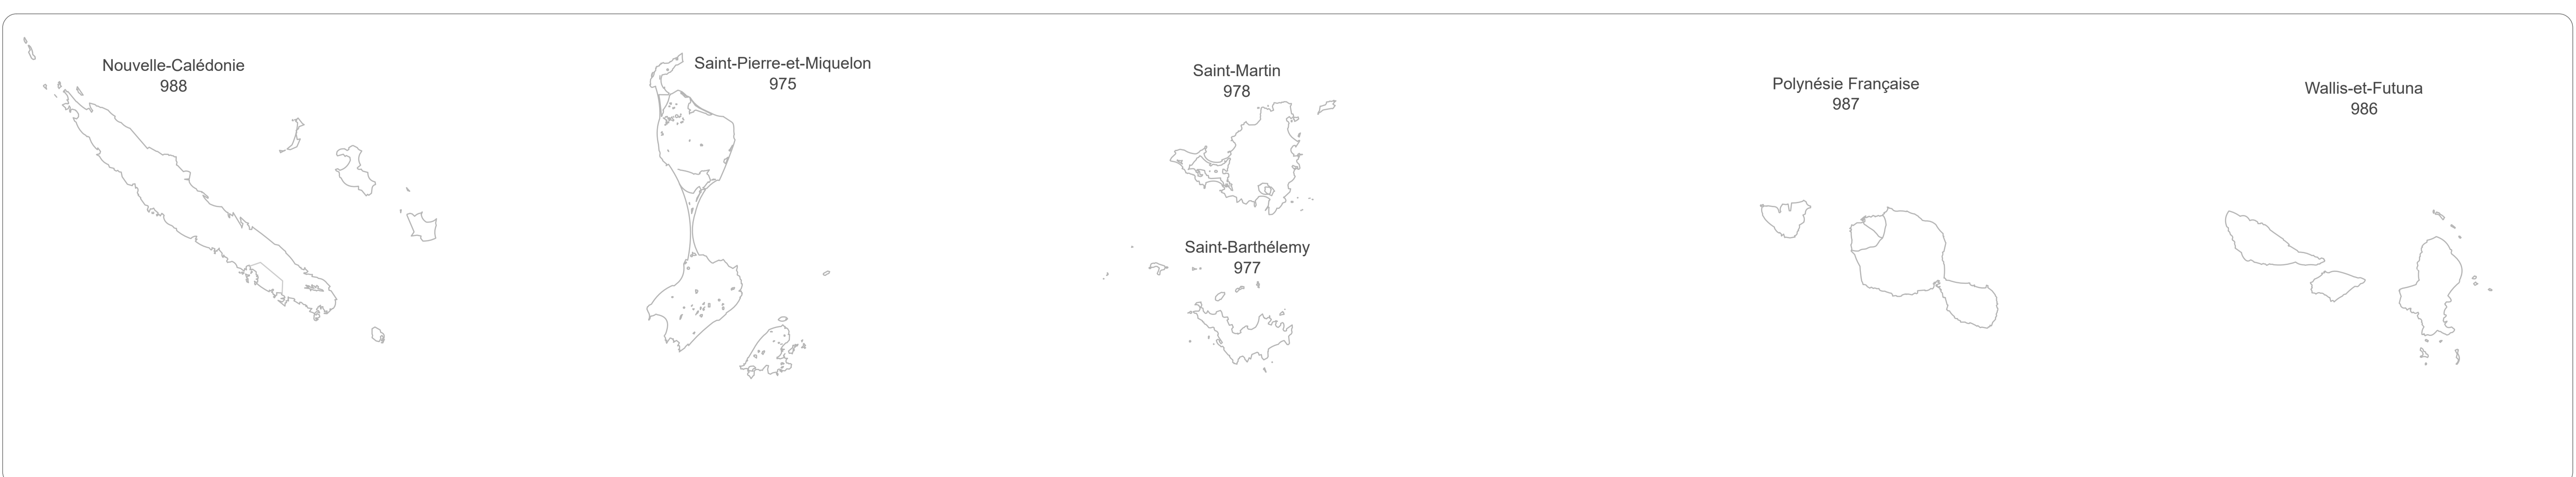 Nouvelle-Calédonie
988
Saint-Pierre-et-Miquelon
975
Saint-Martin
978
Saint-Barthélemy
977
Polynésie Française
987
Wallis-et-Futuna
986